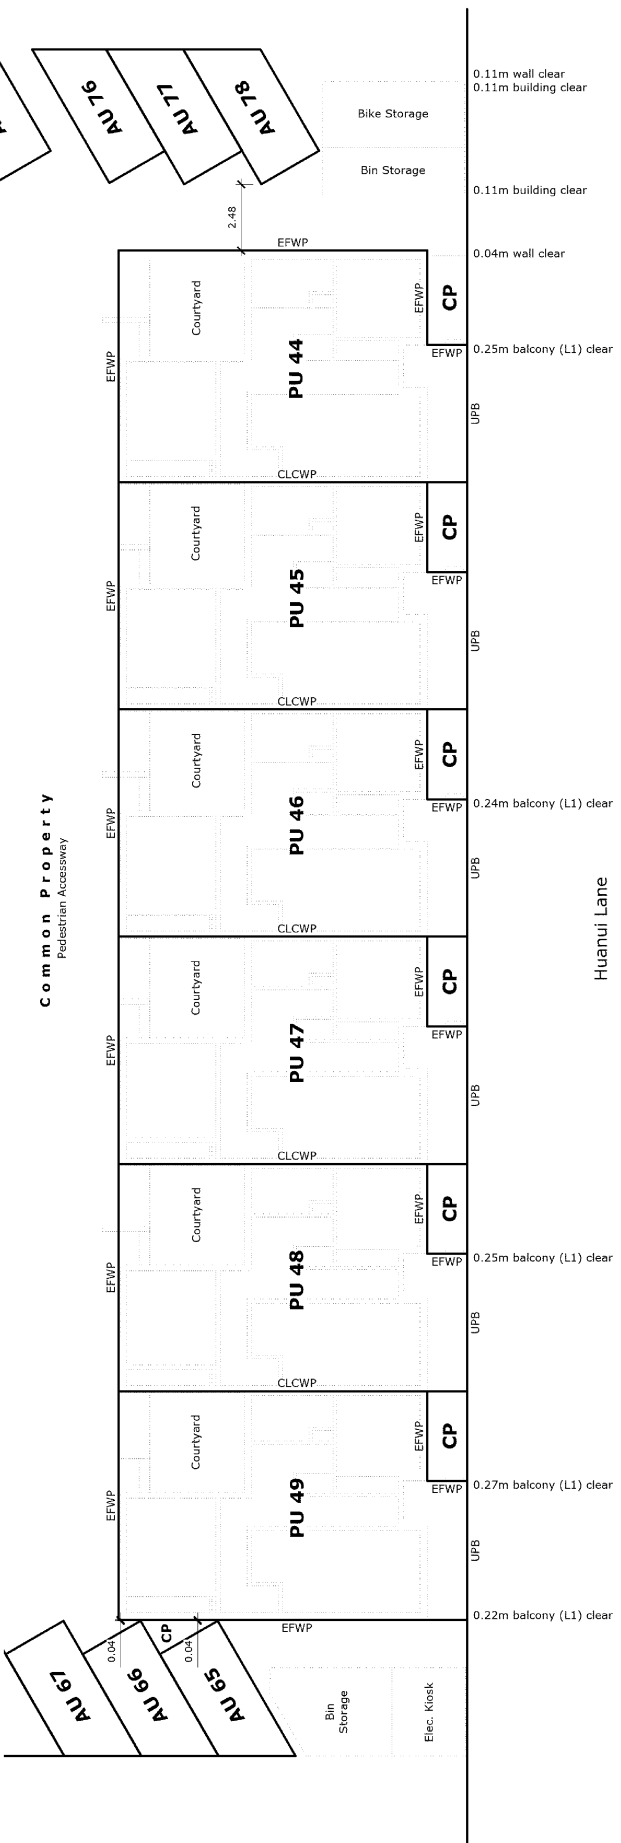 AU 76
AU 77
AU 78
0.11m wall clear
0.11m building clear
Bike Storage
Bin Storage
0.11m building clear
2.48
EFWP
0.04m wall clear
Courtyard
EFWP
CP
EFWP
0.25m balcony (L1) clear
EFWP
PU 44
UPB
CLCWP
Courtyard
EFWP
CP
EFWP
EFWP
PU 45
UPB
CLCWP
Courtyard
EFWP
CP
EFWP
0.24m balcony (L1) clear
EFWP
PU 46
UPB
CLCWP
Common Property
Pedestrian Accessway
Huanui Lane
Courtyard
EFWP
CP
EFWP
EFWP
PU 47
UPB
CLCWP
Courtyard
EFWP
CP
EFWP
0.25m balcony (L1) clear
EFWP
PU 48
UPB
CLCWP
Courtyard
EFWP
CP
EFWP
0.27m balcony (L1) clear
EFWP
PU 49
UPB
0.22m balcony (L1) clear
EFWP
CP
0.04
0.04
AU 67
AU 66
AU 65
Bin
Storage
Elec. Kiosk